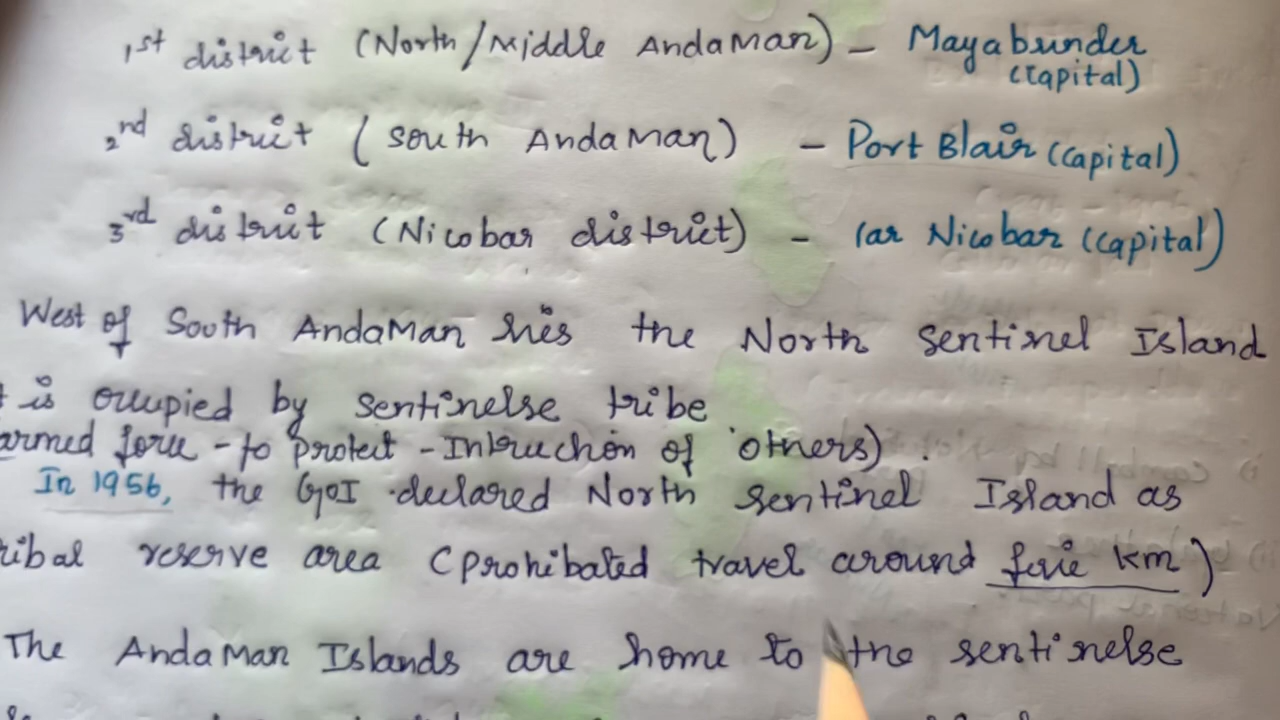 1st district (North/Middle Andaman) - Mayabunder
(Capital)
2nd district (South Andaman) - Port Blair (Capital)
3rd district (Nicobar district) - Car Nicobar (Capital)
West of South Andaman lies the North Sentinel Island
is occupied by sentinelse tribe
armed force - to protect - Intruchon of others).
In 1956, the GOI declared North Sentinel Island as
ribal reserve area (prohibated travel around five km)
The Andaman Islands are home to the sentinelse